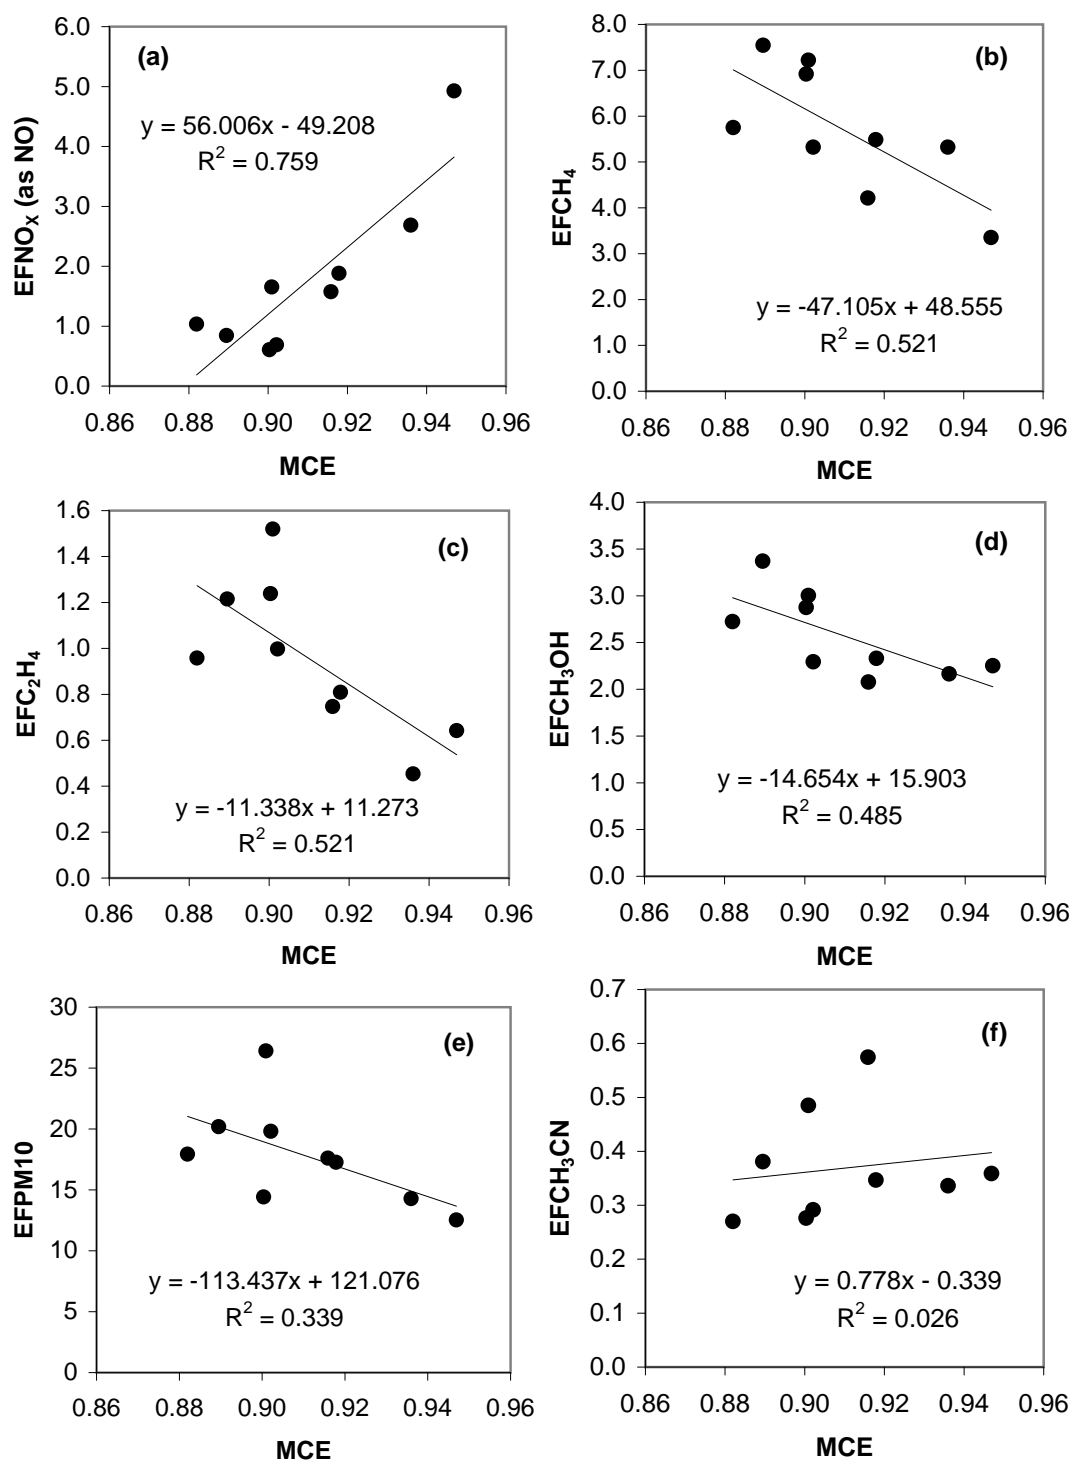 (a)
y = 56.006x - 49.208
R² = 0.759
EFNOₓ (as NO)
6.0
5.0
4.0
3.0
2.0
1.0
0.0
0.86 0.88 0.90 0.92 0.94 0.96
MCE
(b)
y = -47.105x + 48.555
R² = 0.521
EFCH₄
8.0
7.0
6.0
5.0
4.0
3.0
2.0
1.0
0.0
0.86 0.88 0.90 0.92 0.94 0.96
MCE
(c)
y = -11.338x + 11.273
R² = 0.521
EFC₂H₄
1.6
1.4
1.2
1.0
0.8
0.6
0.4
0.2
0.0
0.86 0.88 0.90 0.92 0.94 0.96
MCE
(d)
y = -14.654x + 15.903
R² = 0.485
EFCH₃OH
4.0
3.5
3.0
2.5
2.0
1.5
1.0
0.5
0.0
0.86 0.88 0.90 0.92 0.94 0.96
MCE
(e)
y = -113.437x + 121.076
R² = 0.339
EFPM10
30
25
20
15
10
5
0
0.86 0.88 0.90 0.92 0.94 0.96
MCE
(f)
y = 0.778x - 0.339
R² = 0.026
EFCH₃CN
0.7
0.6
0.5
0.4
0.3
0.2
0.1
0.0
0.86 0.88 0.90 0.92 0.94 0.96
MCE